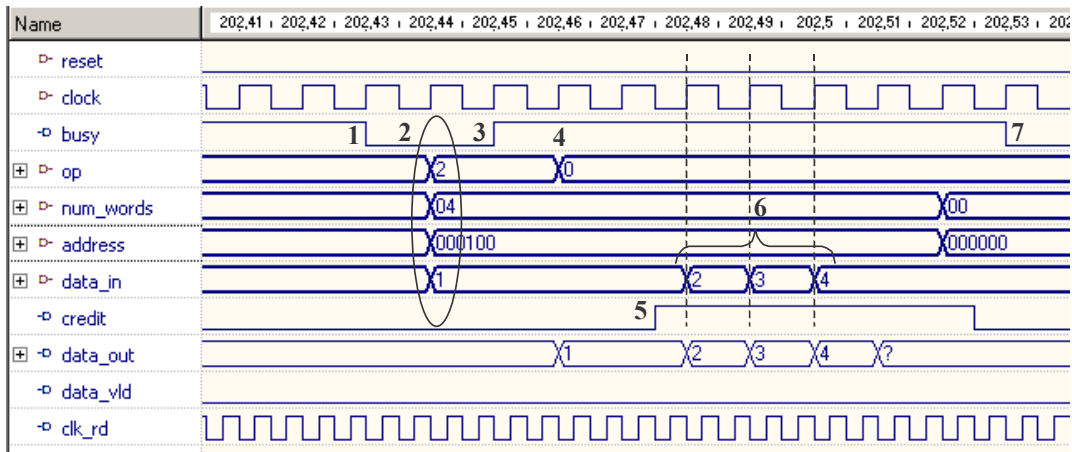 Name 202,41 202,42 202,43 202,44 202,45 202,46 202,47 202,48 202,49 202,5 202,51 202,52 202,53 202
reset
clock
busy 1 2 3 4 7
op 2 0
num_words 04 6 00
address 000100 000000
data_in 1 2 3 4
credit 5
data_out 1 2 3 4 ?
data_vld
clk_rd